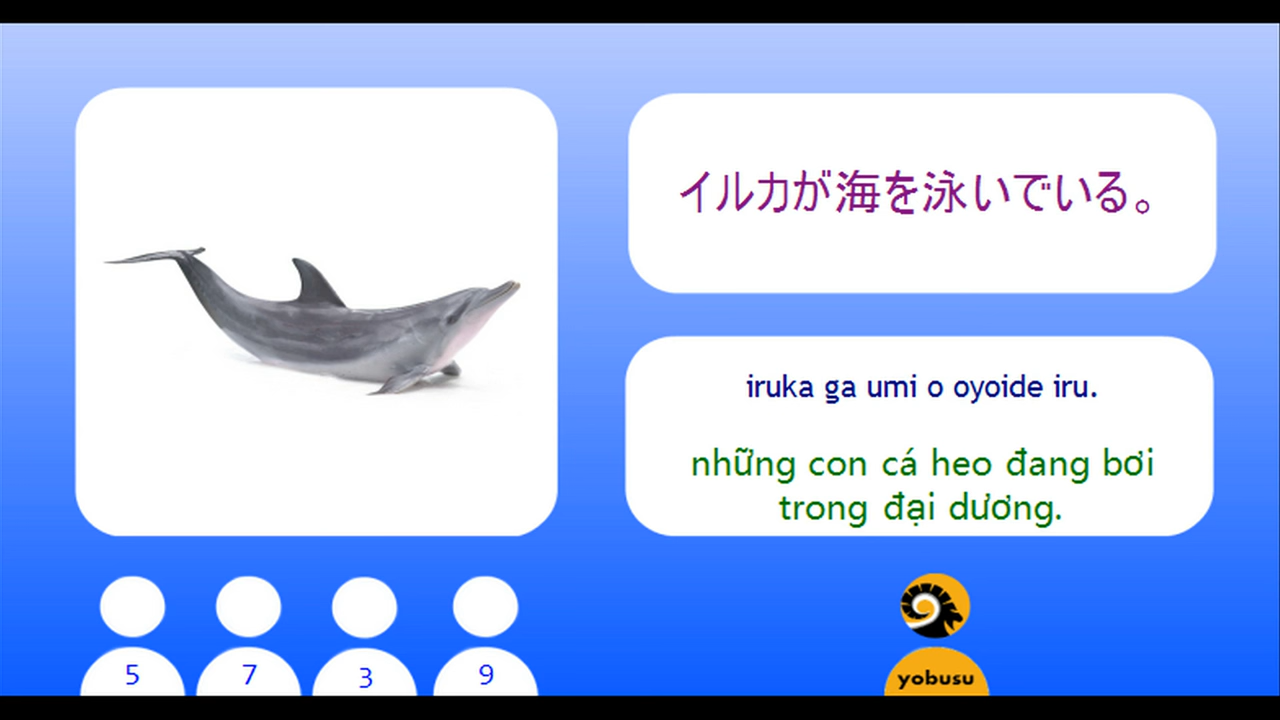 イルカが海を泳いでいる。
iruka ga umi o oyoide iru.
những con cá heo đang bơi
trong đại dương.
5 7 3 9
yobusu